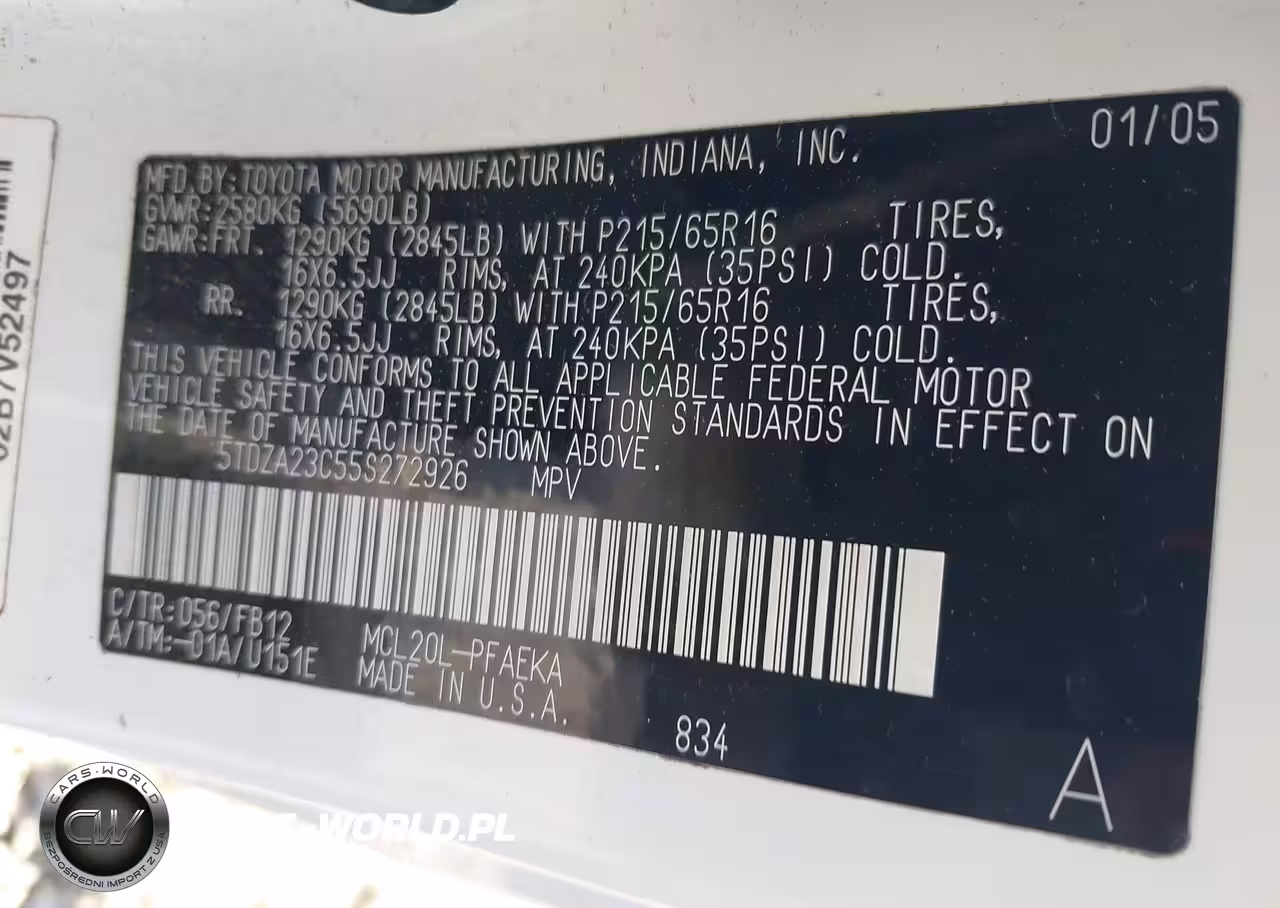 01/05
MFD.BY:TOYOTA MOTOR MANUFACTURING, INDIANA, INC.
GVWR:2580KG (5690LB)
GAWR:FRT. 1290KG (2845LB) WITH P215/65R16 TIRES,
16X6.5JJ RIMS, AT 240KPA (35PSI) COLD.
RR. 1290KG (2845LB) WITH P215/65R16 TIRES,
16X6.5JJ RIMS, AT 240KPA (35PSI) COLD.
THIS VEHICLE CONFORMS TO ALL APPLICABLE FEDERAL MOTOR
VEHICLE SAFETY AND THEFT PREVENTION STANDARDS IN EFFECT ON
THE DATE OF MANUFACTURE SHOWN ABOVE.
5TDZA23C55S272926 MPV
C/TR:056/FB12
A/TM:-01A/U151E
MCL20L-PFAEKA
MADE IN U.S.A.
834
A
02B7V52497
CARS-WORLD
CW
BEZPOŚREDNI IMPORT Z USA
-WORLD.PL